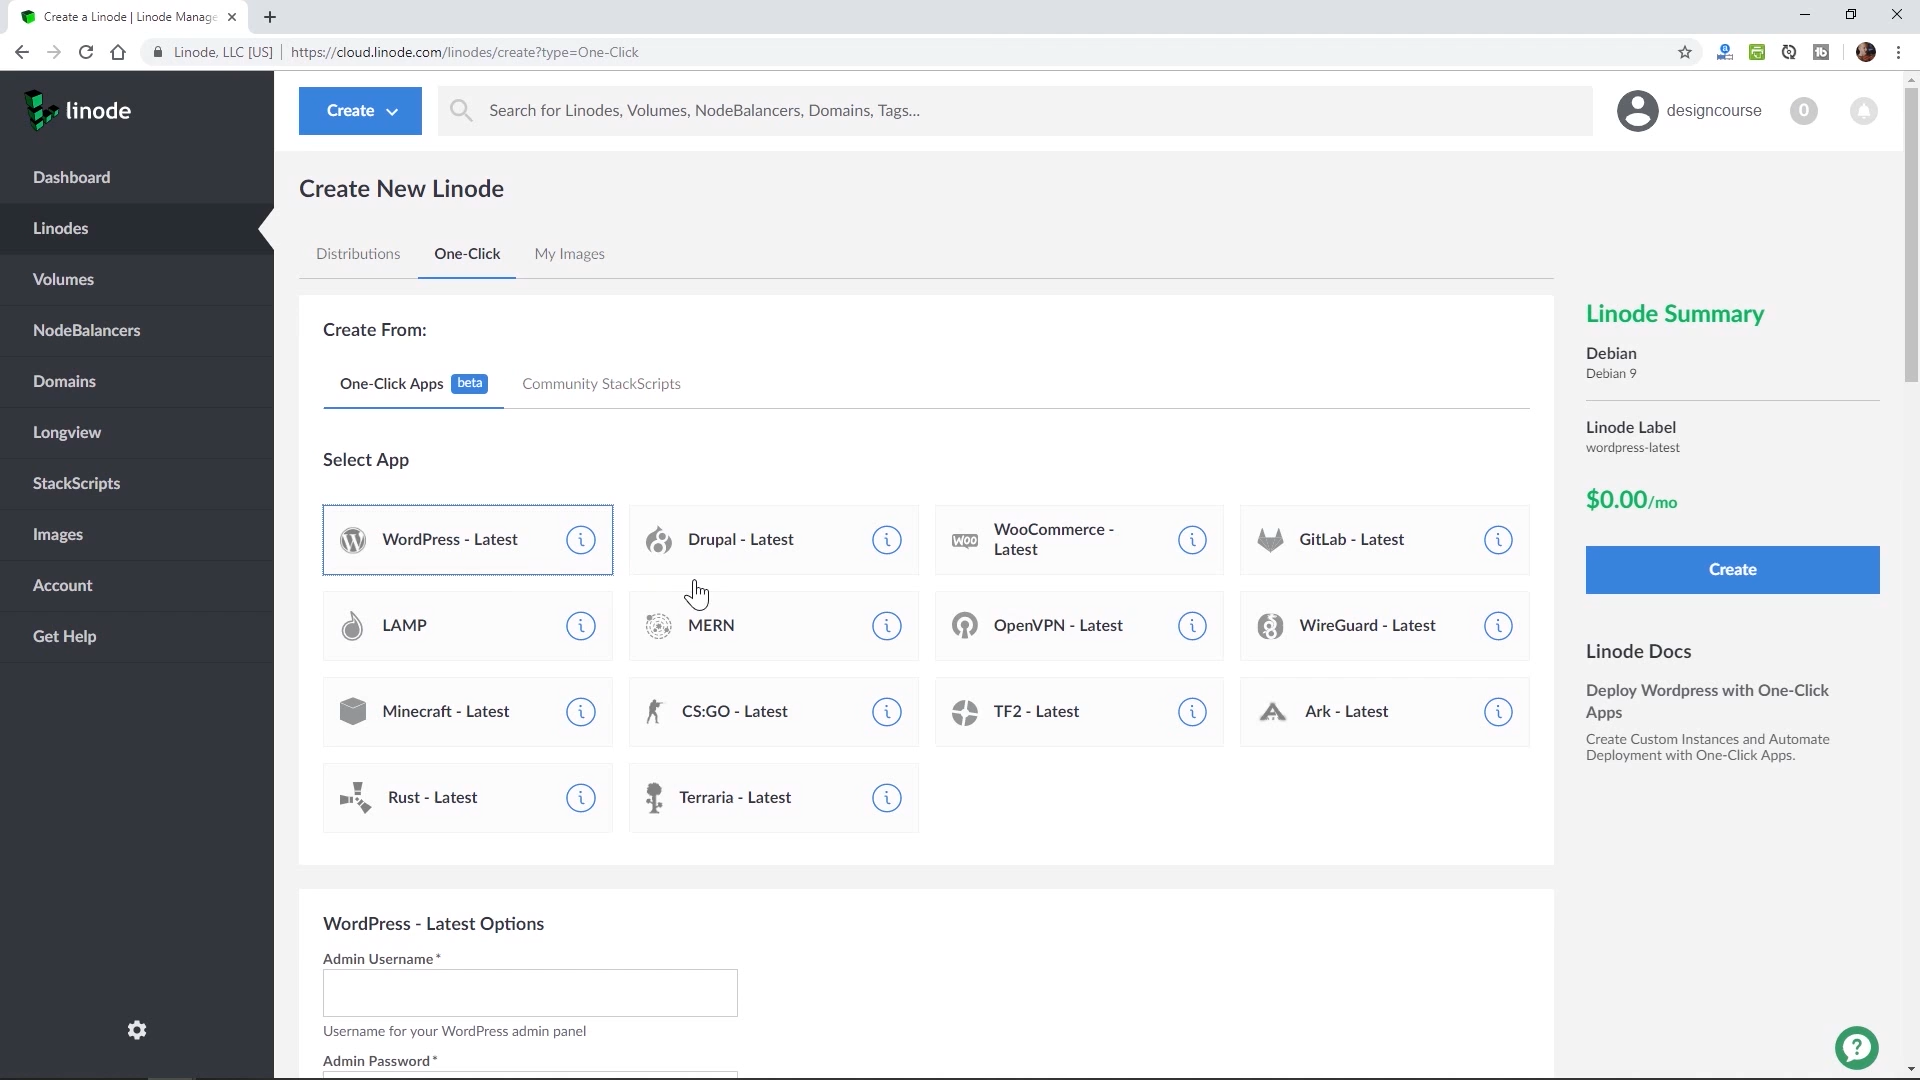 Create a Linode | Linode Manage
Linode, LLC [US]
https://cloud.linode.com/linodes/create?type=One-Click
linode
Create
Search for Linodes, Volumes, NodeBalancers, Domains, Tags...
designcourse
0
Dashboard
Linodes
Volumes
NodeBalancers
Domains
Longview
StackScripts
Images
Account
Get Help
Create New Linode
Distributions
One-Click
My Images
Create From:
One-Click Apps beta
Community StackScripts
Select App
WordPress - Latest
Drupal - Latest
WOO
WooCommerce -
Latest
GitLab - Latest
LAMP
MERN
OpenVPN - Latest
WireGuard - Latest
Minecraft - Latest
CS:GO - Latest
TF2 - Latest
Ark - Latest
Rust - Latest
Terraria - Latest
WordPress - Latest Options
Admin Username*
Username for your WordPress admin panel
Admin Password*
Linode Summary
Debian
Debian 9
Linode Label
wordpress-latest
$0.00/mo
Create
Linode Docs
Deploy Wordpress with One-Click
Apps
Create Custom Instances and Automate
Deployment with One-Click Apps.